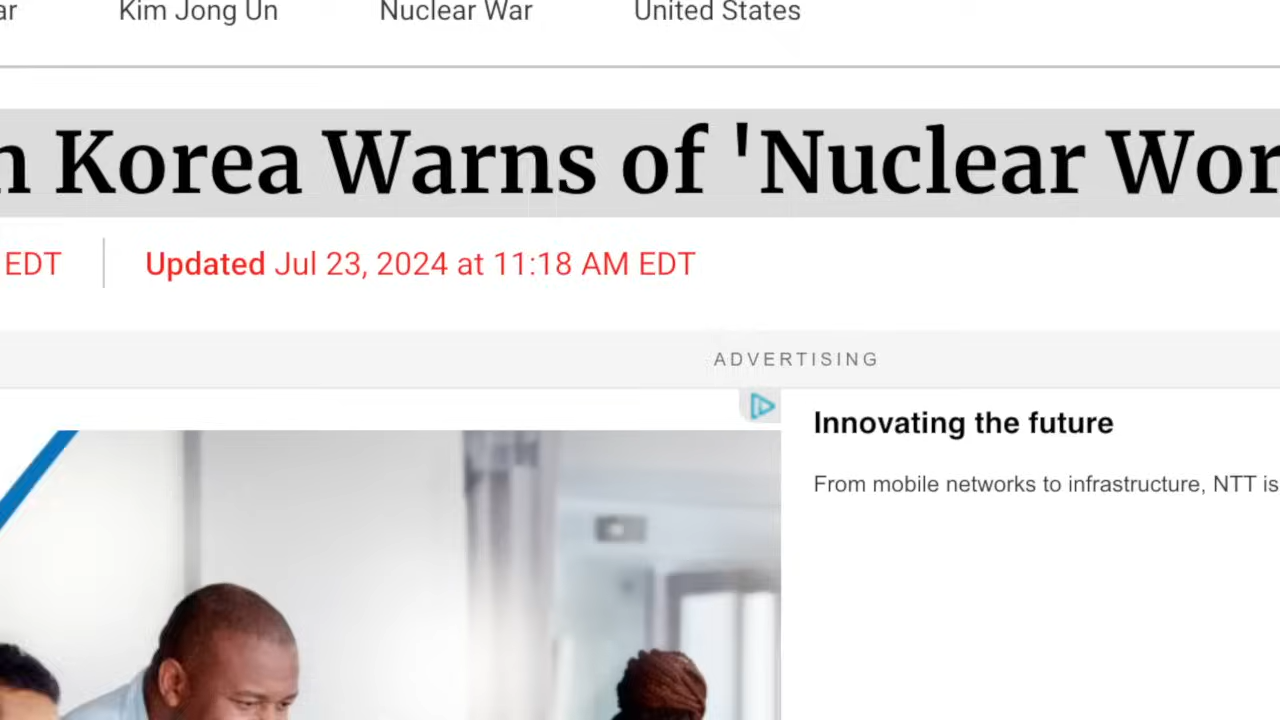 ar Kim Jong Un Nuclear War United States
n Korea Warns of 'Nuclear Wor
EDT Updated Jul 23, 2024 at 11:18 AM EDT
ADVERTISING
Innovating the future
From mobile networks to infrastructure, NTT is